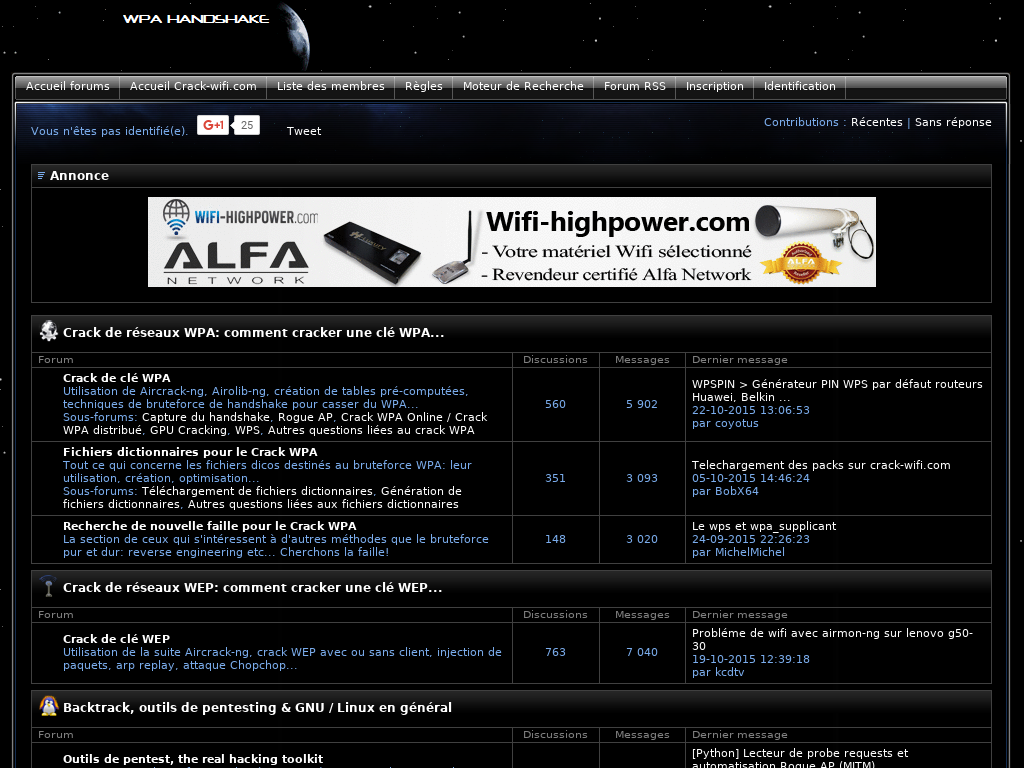 WPA HANDSHAKE
Accueil forums
Accueil Crack-wifi.com
Liste des membres
Règles
Moteur de Recherche
Forum RSS
Inscription
Identification
Vous n'êtes pas identifié(e).
G+1
25
Tweet
Contributions : Récentes | Sans réponse
Annonce
WIFI-HIGHPOWER.com
ALFA
NETWORK
Wifi-highpower.com
- Votre matériel Wifi sélectionné
- Revendeur certifié Alfa Network
ALFA
Crack de réseaux WPA: comment cracker une clé WPA...
Forum
Discussions
Messages
Dernier message
Crack de clé WPA
Utilisation de Aircrack-ng, Airolib-ng, création de tables pré-computées,
techniques de bruteforce de handshake pour casser du WPA...
Sous-forums: Capture du handshake, Rogue AP, Crack WPA Online / Crack
WPA distribué, GPU Cracking, WPS, Autres questions liées au crack WPA
560
5 902
WPSPIN > Générateur PIN WPS par défaut routeurs
Huawei, Belkin ...
22-10-2015 13:06:53
par coyotus
Fichiers dictionnaires pour le Crack WPA
Tout ce qui concerne les fichiers dicos destinés au bruteforce WPA: leur
utilisation, création, optimisation...
Sous-forums: Téléchargement de fichiers dictionnaires, Génération de
fichiers dictionnaires, Autres questions liées aux fichiers dictionnaires
351
3 093
Telechargement des packs sur crack-wifi.com
05-10-2015 14:46:24
par BobX64
Recherche de nouvelle faille pour le Crack WPA
La section de ceux qui s'intéressent à d'autres méthodes que le bruteforce
pur et dur: reverse engineering etc... Cherchons la faille!
148
3 020
Le wps et wpa_supplicant
24-09-2015 22:26:23
par MichelMichel
Crack de réseaux WEP: comment cracker une clé WEP...
Forum
Discussions
Messages
Dernier message
Crack de clé WEP
Utilisation de la suite Aircrack-ng, crack WEP avec ou sans client, injection de
paquets, arp replay, attaque Chopchop...
763
7 040
Probléme de wifi avec airmon-ng sur lenovo g50-
30
19-10-2015 12:39:18
par kcdtv
Backtrack, outils de pentesting & GNU / Linux en général
Forum
Discussions
Messages
Dernier message
Outils de pentest, the real hacking toolkit
[Python] Lecteur de probe requests et
automatisation Rogue AP (MITM)